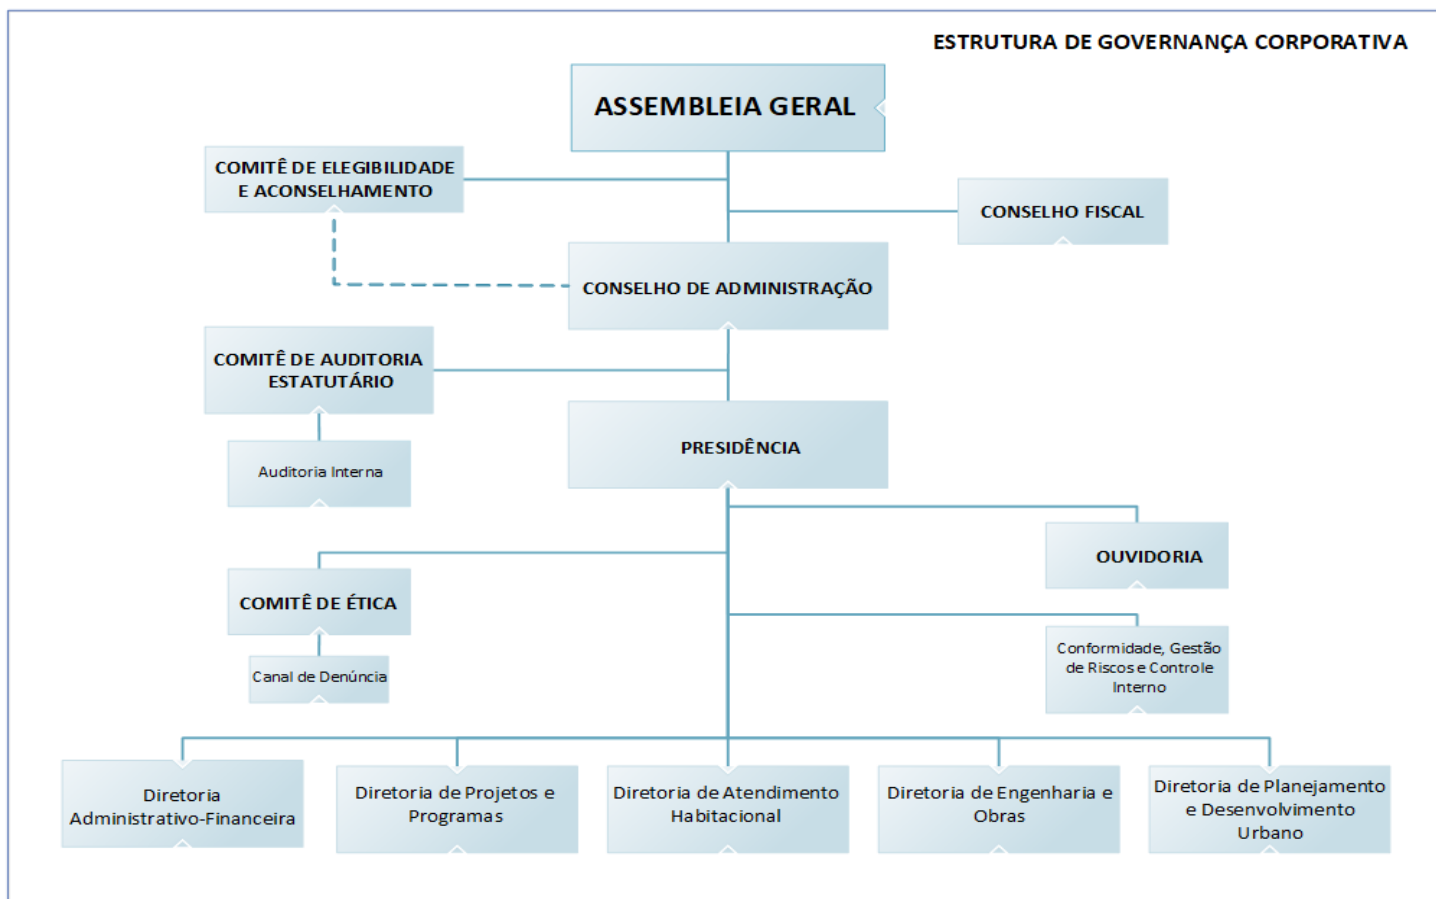 ESTRUTURA DE GOVERNANÇA CORPORATIVA
ASSEMBLEIA GERAL
COMITÊ DE ELEGIBILIDADE
E ACONSELHAMENTO
CONSELHO FISCAL
CONSELHO DE ADMINISTRAÇÃO
COMITÊ DE AUDITORIA
ESTATUTÁRIO
PRESIDÊNCIA
Auditoria Interna
OUVIDORIA
COMITÊ DE ÉTICA
Conformidade, Gestão
de Riscos e Controle
Interno
Canal de Denúncia
Diretoria
Administrativo-Financeira
Diretoria de Projetos e
Programas
Diretoria de Atendimento
Habitacional
Diretoria de Engenharia e
Obras
Diretoria de Planejamento
e Desenvolvimento
Urbano